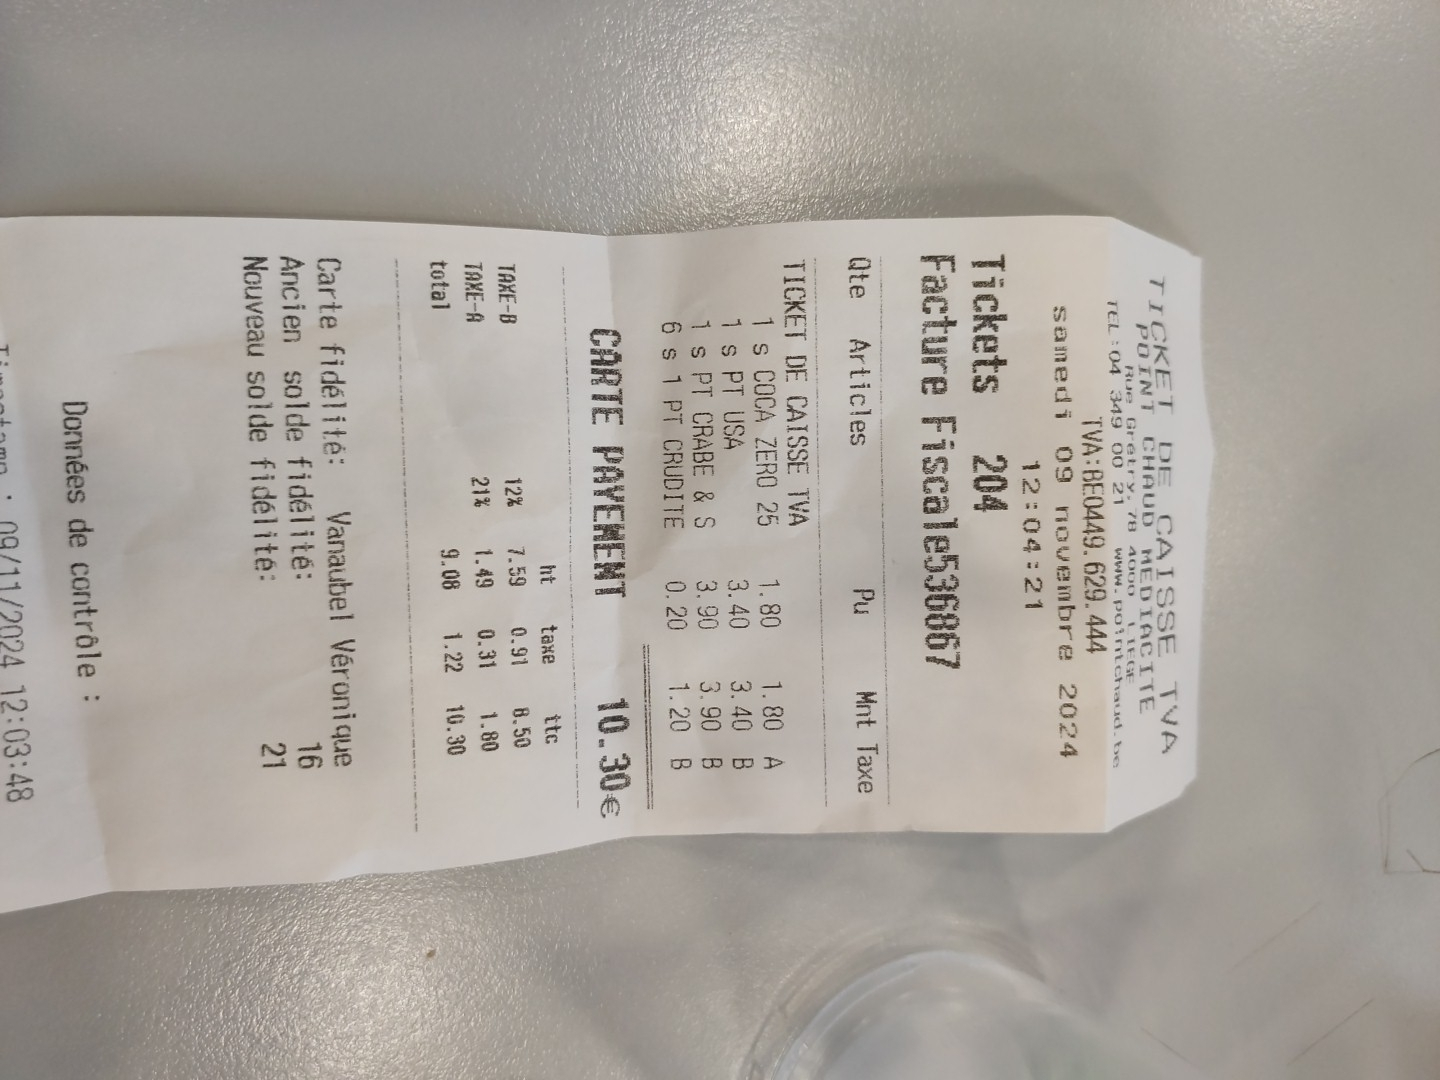 TICKET DE CAISSE TVA
POINT CHAUD MEDIACITE
Rue Grétry,78 4000 LIEGE
TEL :04 349 00 21 www.pointchaud.be
TVA:BE0449.629.444
samedi 09 novembre 2024
12:04:21
Tickets 204
Facture Fiscale536867
Qte Articles Pu Mnt Taxe
TICKET DE CAISSE TVA
1 s COCA ZERO 25 1.80 1.80 A
1 s PT USA 3.40 3.40 B
1 s PT CRABE & S 3.90 3.90 B
6 s 1 PT CRUDITE 0.20 1.20 B
CARTE PAYEMENT 10.30€
ht taxe ttc
TAXE-B 12% 7.59 0.91 8.50
TAXE-A 21% 1.49 0.31 1.80
total 9.08 1.22 10.30
Carte fidélité: Vanaubel Véronique
Ancien solde fidélité: 16
Nouveau solde fidélité: 21
Données de contrôle :
Timestamp : 09/11/2024 12:03:48